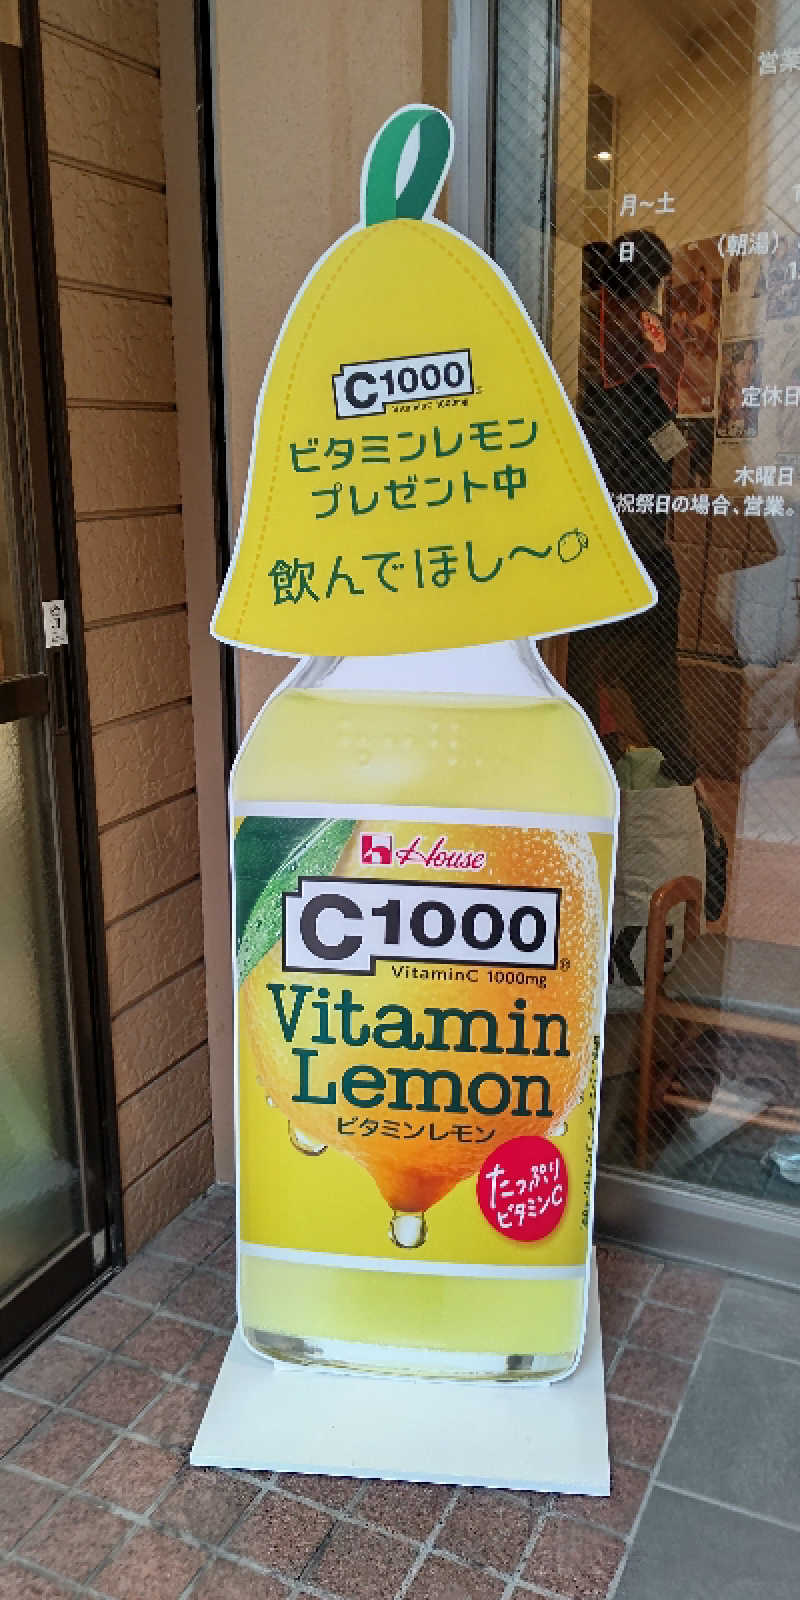 C1000
VitaminC 1000mg
ビタミンレモン
プレゼント中
飲んでほし〜
House
C1000®
VitaminC 1000mg
Vitamin
Lemon
ビタミンレモン
たっぷり
ビタミンC
営業
月〜土
日 (朝湯)
定休日
木曜日
祝祭日の場合、営業。
KE